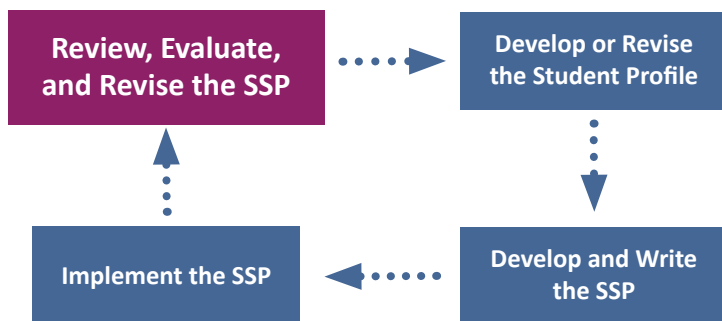 Review, Evaluate,
and Revise the SSP
Develop or Revise
the Student Profile
Implement the SSP
Develop and Write
the SSP